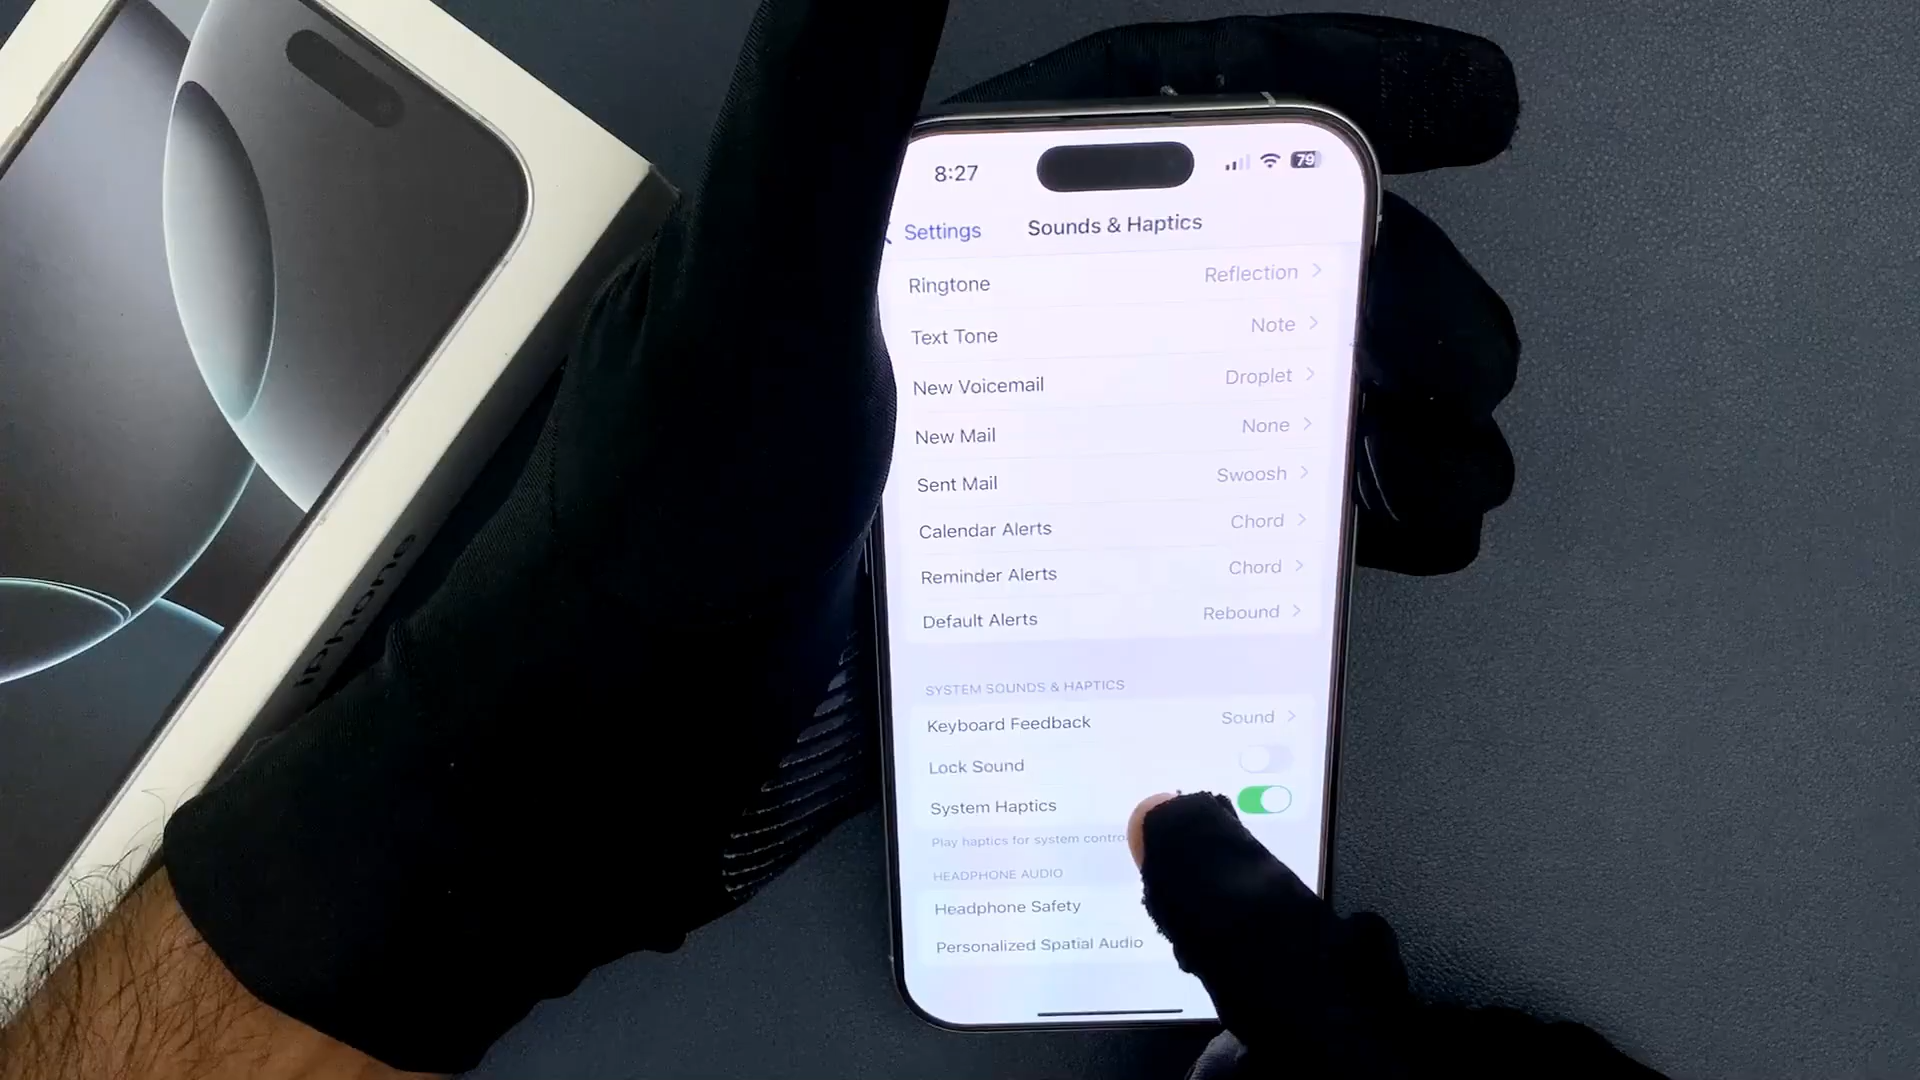 8:27
79
Settings
Sounds & Haptics
Ringtone
Reflection
Text Tone
Note
New Voicemail
Droplet
New Mail
None
Sent Mail
Swoosh
Calendar Alerts
Chord
Reminder Alerts
Chord
Default Alerts
Rebound
SYSTEM SOUNDS & HAPTICS
Keyboard Feedback
Sound
Lock Sound
System Haptics
Play haptics for system
HEADPHONE AUDIO
Headphone Safety
Personalized Spatial Audio
iPhone